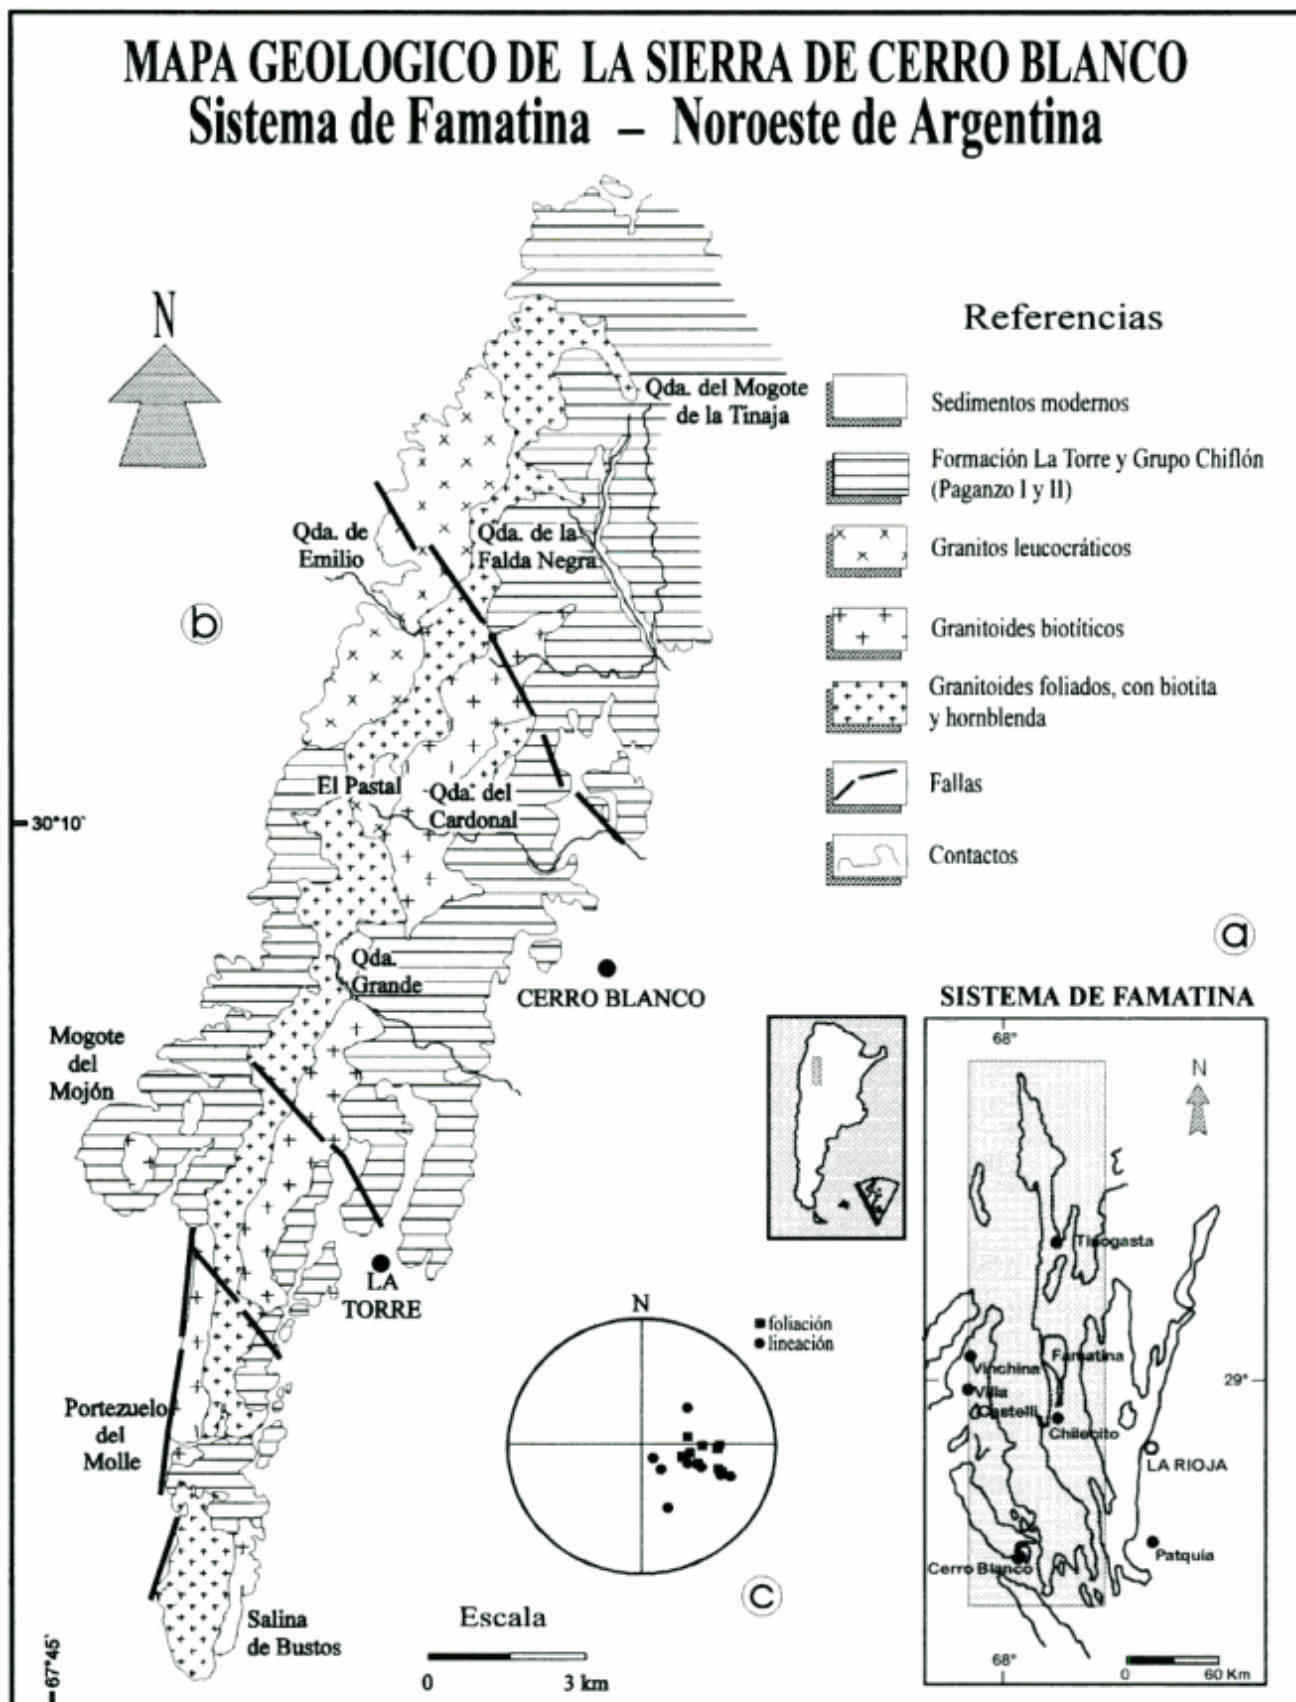 MAPA GEOLOGICO DE LA SIERRA DE CERRO BLANCO
Sistema de Famatina – Noroeste de Argentina
N
Referencias
Sedimentos modernos
Formación La Torre y Grupo Chiflón
(Paganzo I y II)
Granitos leucocráticos
Granitoides biotíticos
Granitoides foliados, con biotita
y hornblenda
Fallas
Contactos
Qda. del Mogote
de la Tinaja
Qda. de
Emilio
Qda. de la
Falda Negra
b
El Pastal
Qda. del
Cardonal
30°10`
Qda.
Grande
CERRO BLANCO
Mogote
del
Mojón
LA
TORRE
Portezuelo
del
Molle
Salina
de Bustos
67°45`
Escala
0 3 km
N
foliación
lineación
c
a
SISTEMA DE FAMATINA
68°
N
Tinogasta
Famatina
Vinchina
29°
Villa
Castelli
Chilecito
LA RIOJA
Cerro Blanco
Patquía
68°
0 60 Km